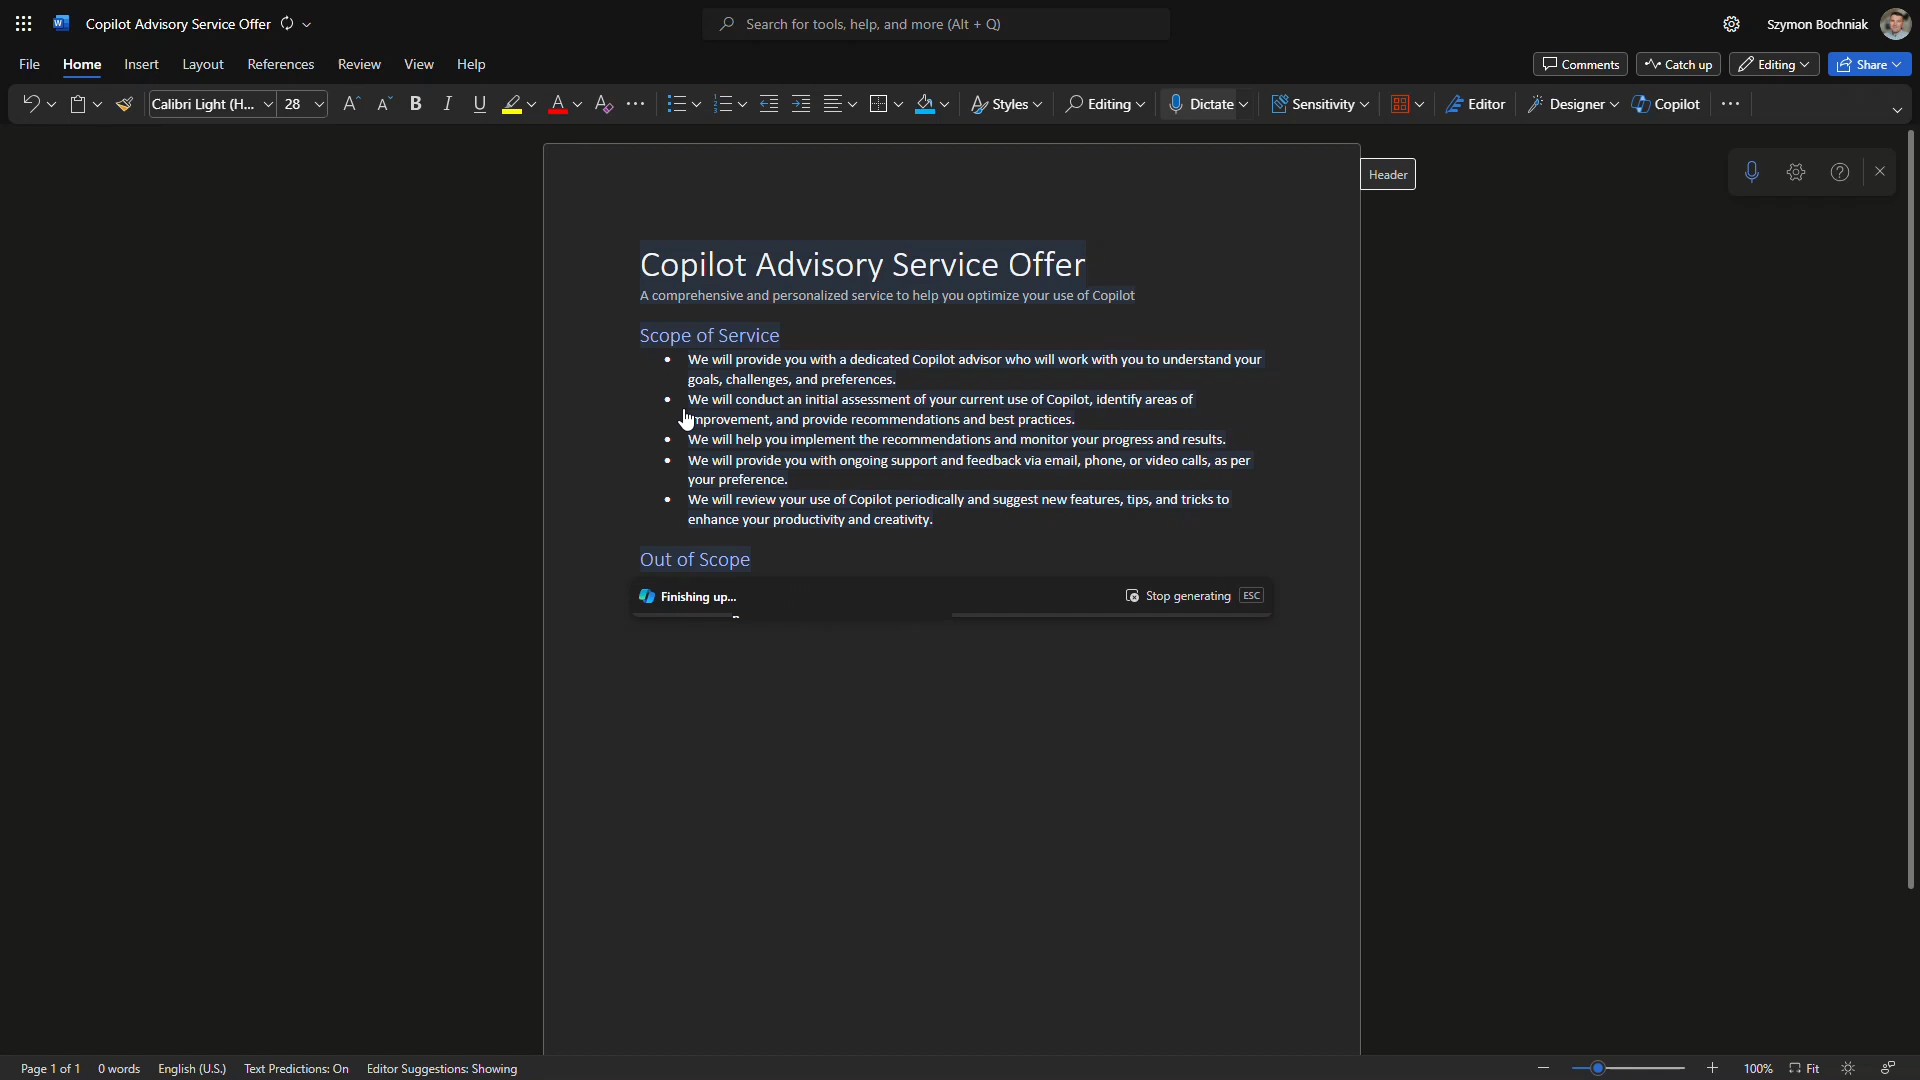 Copilot Advisory Service Offer
Search for tools, help, and more (Alt + Q)
Szymon Bochniak
File Home Insert Layout References Review View Help
Comments Catch up Editing Share
Calibri Light (H... 28 B I U A Styles Editing Dictate Sensitivity Editor Designer Copilot
Header
Copilot Advisory Service Offer
A comprehensive and personalized service to help you optimize your use of Copilot
Scope of Service
• We will provide you with a dedicated Copilot advisor who will work with you to understand your
goals, challenges, and preferences.
• We will conduct an initial assessment of your current use of Copilot, identify areas of
mprovement, and provide recommendations and best practices.
• We will help you implement the recommendations and monitor your progress and results.
• We will provide you with ongoing support and feedback via email, phone, or video calls, as per
your preference.
• We will review your use of Copilot periodically and suggest new features, tips, and tricks to
enhance your productivity and creativity.
Out of Scope
Finishing up... Stop generating ESC
Page 1 of 1 0 words English (U.S.) Text Predictions: On Editor Suggestions: Showing 100% Fit